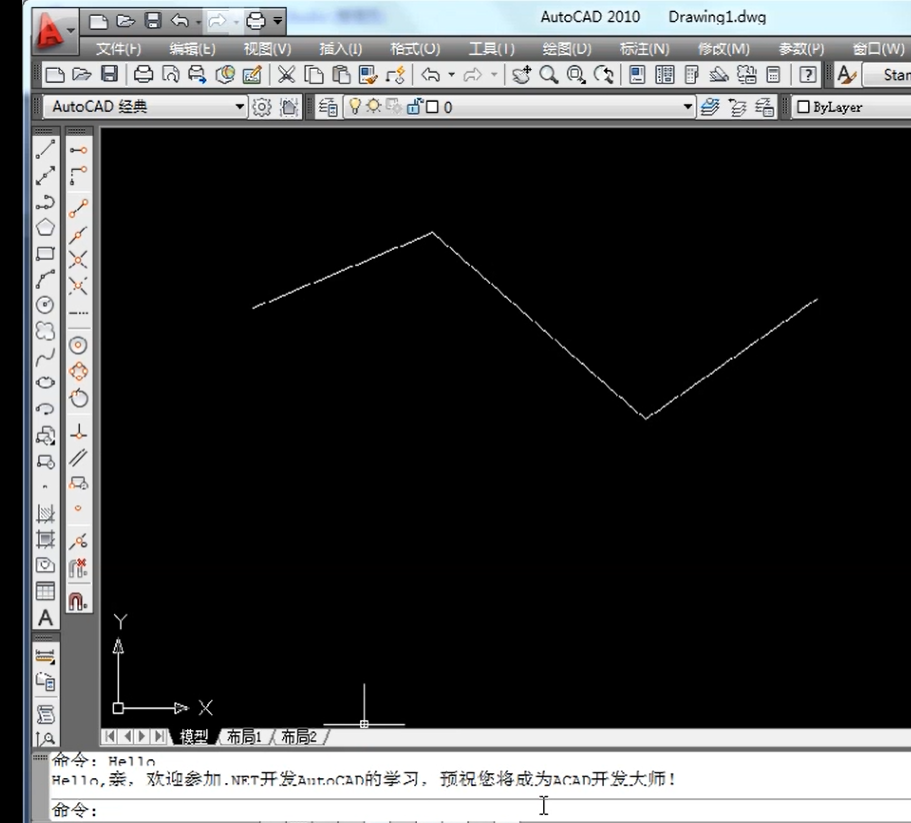 AutoCAD 2010 Drawing1.dwg
文件(F) 编辑(E) 视图(V) 插入(I) 格式(O) 工具(T) 绘图(D) 标注(N) 修改(M) 参数(P) 窗口(W)
Stan
AutoCAD 经典 0 ByLayer
A
Y
X
模型 布局1 布局2
命令: Hello
Hello,亲，欢迎参加.NET开发AutoCAD的学习，预祝您将成为ACAD开发大师!
命令: